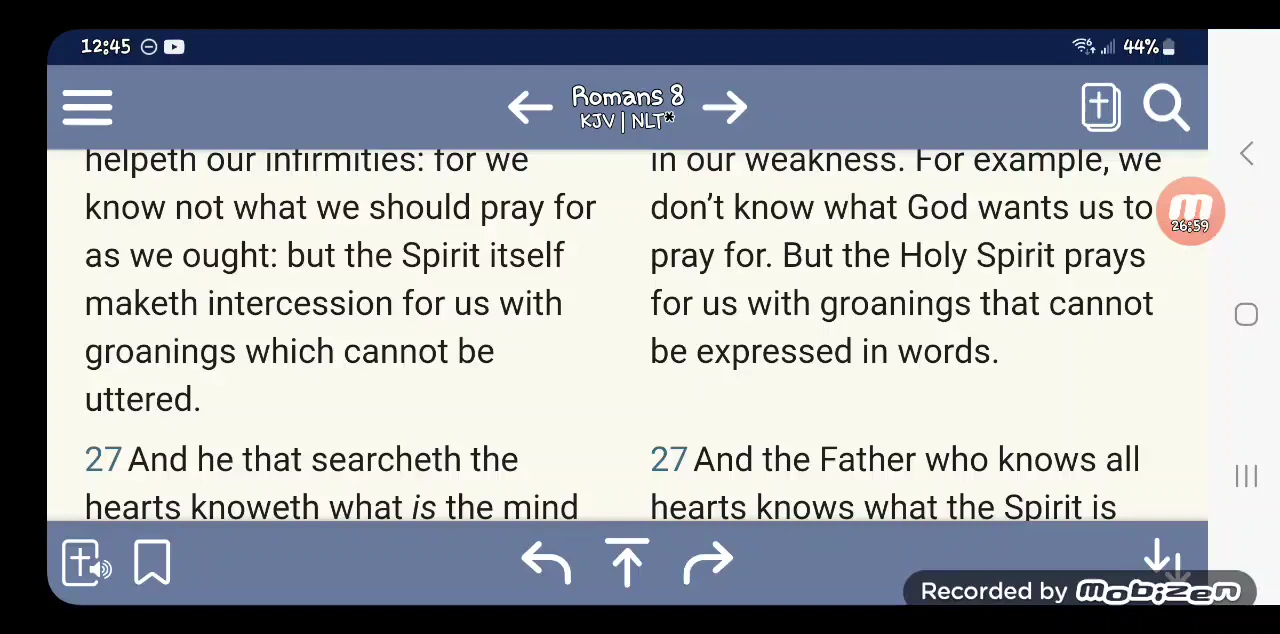 12:45 44%
Romans 8
KJV | NLT*
helpeth our infirmities: for we
know not what we should pray for
as we ought: but the Spirit itself
maketh intercession for us with
groanings which cannot be
uttered.
27 And he that searcheth the
hearts knoweth what is the mind
in our weakness. For example, we
don’t know what God wants us to
pray for. But the Holy Spirit prays
for us with groanings that cannot
be expressed in words.
27 And the Father who knows all
hearts knows what the Spirit is
26:59
Recorded by mobizen